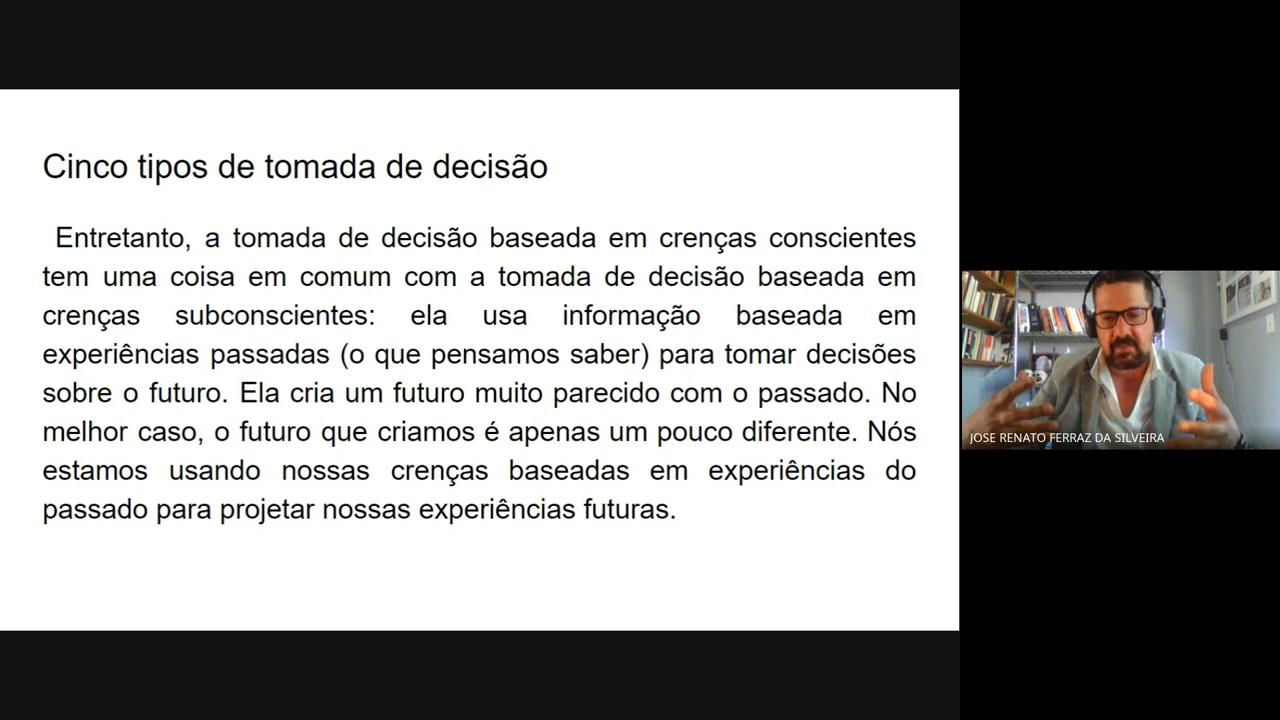 Cinco tipos de tomada de decisão
Entretanto, a tomada de decisão baseada em crenças conscientes
tem uma coisa em comum com a tomada de decisão baseada em
crenças subconscientes: ela usa informação baseada em
experiências passadas (o que pensamos saber) para tomar decisões
sobre o futuro. Ela cria um futuro muito parecido com o passado. No
melhor caso, o futuro que criamos é apenas um pouco diferente. Nós
estamos usando nossas crenças baseadas em experiências do
passado para projetar nossas experiências futuras.
JOSE RENATO FERRAZ DA SILVEIRA